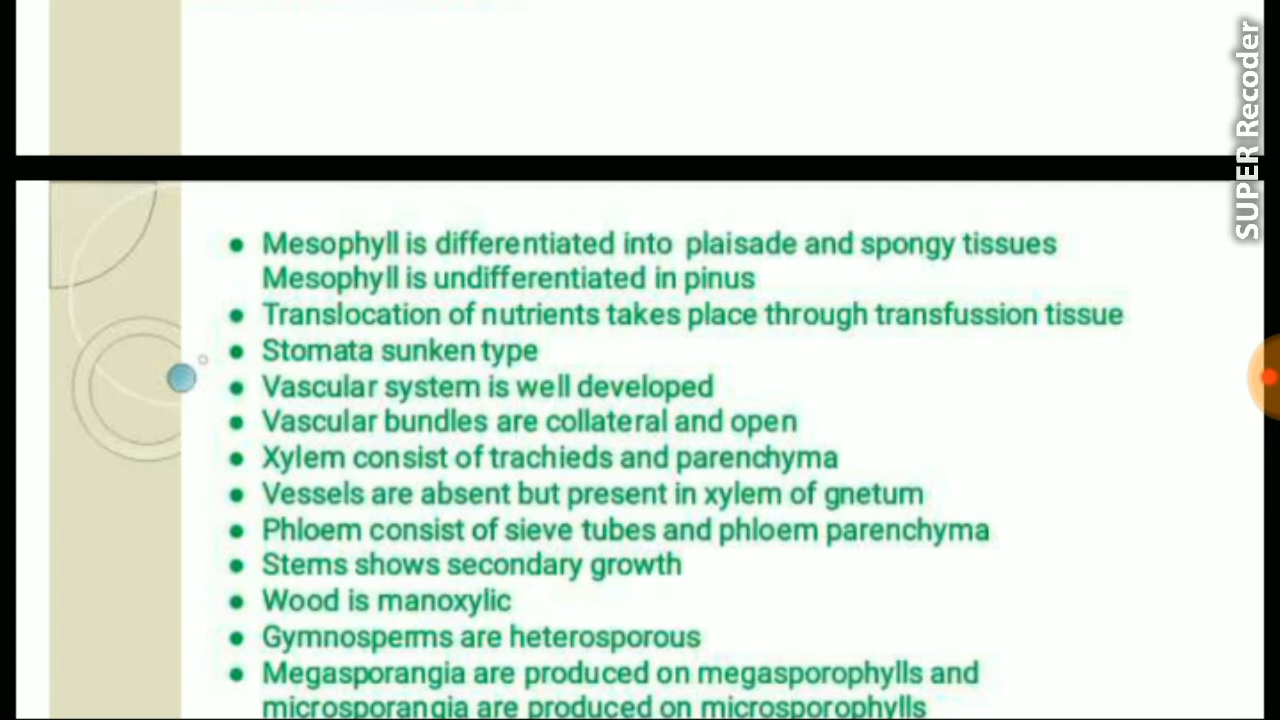 SUPER Recoder
● Mesophyll is differentiated into plaisade and spongy tissues
Mesophyll is undifferentiated in pinus
● Translocation of nutrients takes place through transfussion tissue
● Stomata sunken type
● Vascular system is well developed
● Vascular bundles are collateral and open
● Xylem consist of trachieds and parenchyma
● Vessels are absent but present in xylem of gnetum
● Phloem consist of sieve tubes and phloem parenchyma
● Stems shows secondary growth
● Wood is manoxylic
● Gymnosperms are heterosporous
● Megasporangia are produced on megasporophylls and
microsporangia are produced on microsporophylls